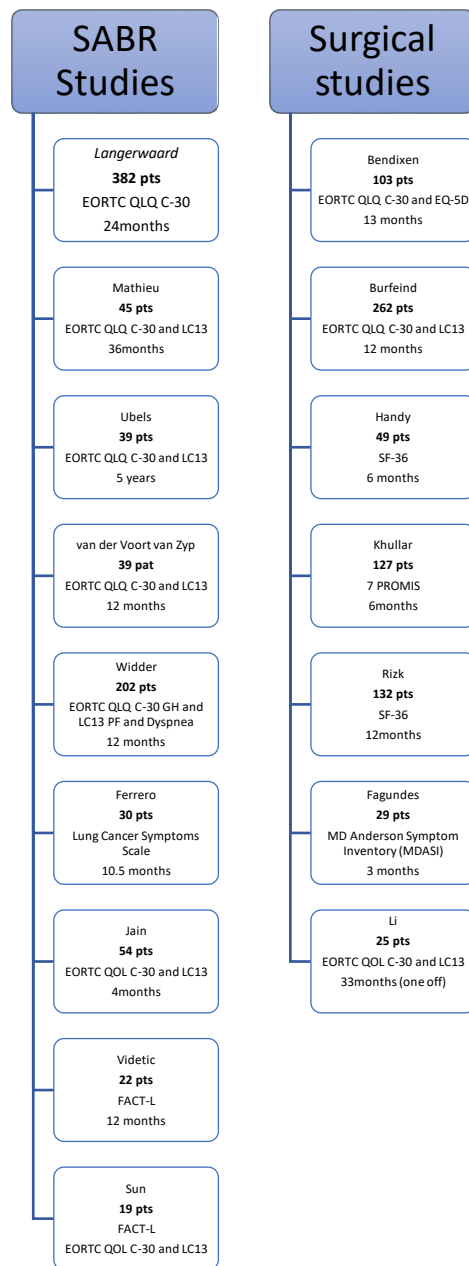 SABR
Studies
Langerwaard
382 pts
EORTC QLQ C-30
24months
Mathieu
45 pts
EORTC QLQ C-30 and LC13
36months
Ubels
39 pts
EORTC QLQ C-30 and LC13
5 years
van der Voort van Zyp
39 pat
EORTC QLQ C-30 and LC13
12 months
Widder
202 pts
EORTC QLQ C-30 GH and
LC13 PF and Dyspnea
12 months
Ferrero
30 pts
Lung Cancer Symptoms
Scale
10.5 months
Jain
54 pts
EORTC QOL C-30 and LC13
4months
Videtic
22 pts
FACT-L
12 months
Sun
19 pts
FACT-L
EORTC QOL C-30 and LC13
Surgical
studies
Bendixen
103 pts
EORTC QLQ C-30 and EQ-5D
13 months
Burfeind
262 pts
EORTC QLQ C-30 and LC13
12 months
Handy
49 pts
SF-36
6 months
Khullar
127 pts
7 PROMIS
6months
Rizk
132 pts
SF-36
12months
Fagundes
29 pts
MD Anderson Symptom
Inventory (MDASI)
3 months
Li
25 pts
EORTC QOL C-30 and LC13
33months (one off)